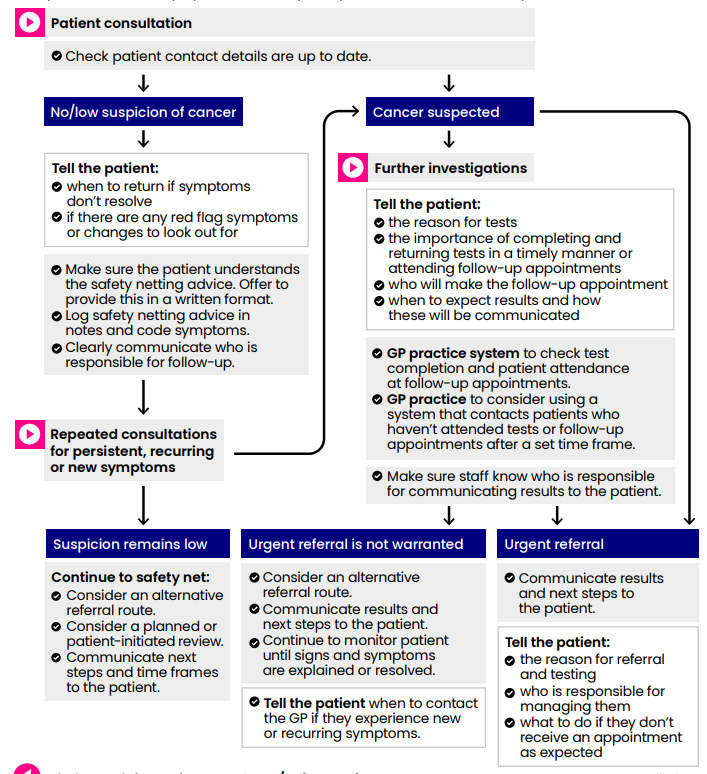 Patient consultation
Check patient contact details are up to date.
No/low suspicion of cancer
Tell the patient:
when to return if symptoms
don’t resolve
if there are any red flag symptoms
or changes to look out for
Make sure the patient understands
the safety netting advice. Offer to
provide this in a written format.
Log safety netting advice in
notes and code symptoms.
Clearly communicate who is
responsible for follow-up.
Repeated consultations
for persistent, recurring
or new symptoms
Cancer suspected
Further investigations
Tell the patient:
the reason for tests
the importance of completing and
returning tests in a timely manner or
attending follow-up appointments
who will make the follow-up appointment
when to expect results and how
these will be communicated
GP practice system to check test
completion and patient attendance
at follow-up appointments.
GP practice to consider using a
system that contacts patients who
haven’t attended tests or follow-up
appointments after a set time frame.
Make sure staff know who is responsible
for communicating results to the patient.
Suspicion remains low
Continue to safety net:
Consider an alternative
referral route.
Consider a planned or
patient-initiated review.
Communicate next
steps and time frames
to the patient.
Urgent referral is not warranted
Consider an alternative
referral route.
Communicate results and
next steps to the patient.
Continue to monitor patient
until signs and symptoms
are explained or resolved.
Tell the patient when to contact
the GP if they experience new
or recurring symptoms.
Urgent referral
Communicate results
and next steps to
the patient.
Tell the patient:
the reason for referral
and testing
who is responsible for
managing them
what to do if they don’t
receive an appointment
as expected